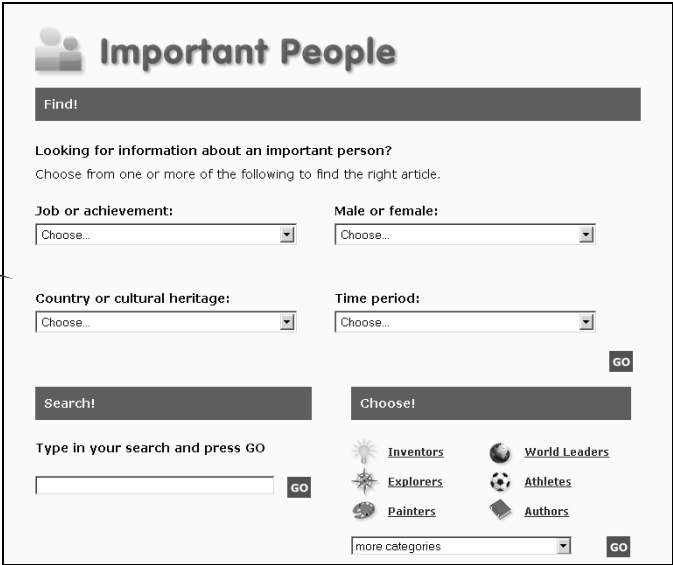 Important People
Find!
Looking for information about an important person?
Choose from one or more of the following to find the right article.
Job or achievement:
Choose...
Male or female:
Choose...
Country or cultural heritage:
Choose...
Time period:
Choose...
GO
Search!
Type in your search and press GO
GO
Choose!
Inventors
World Leaders
Explorers
Athletes
Painters
Authors
more categories
GO